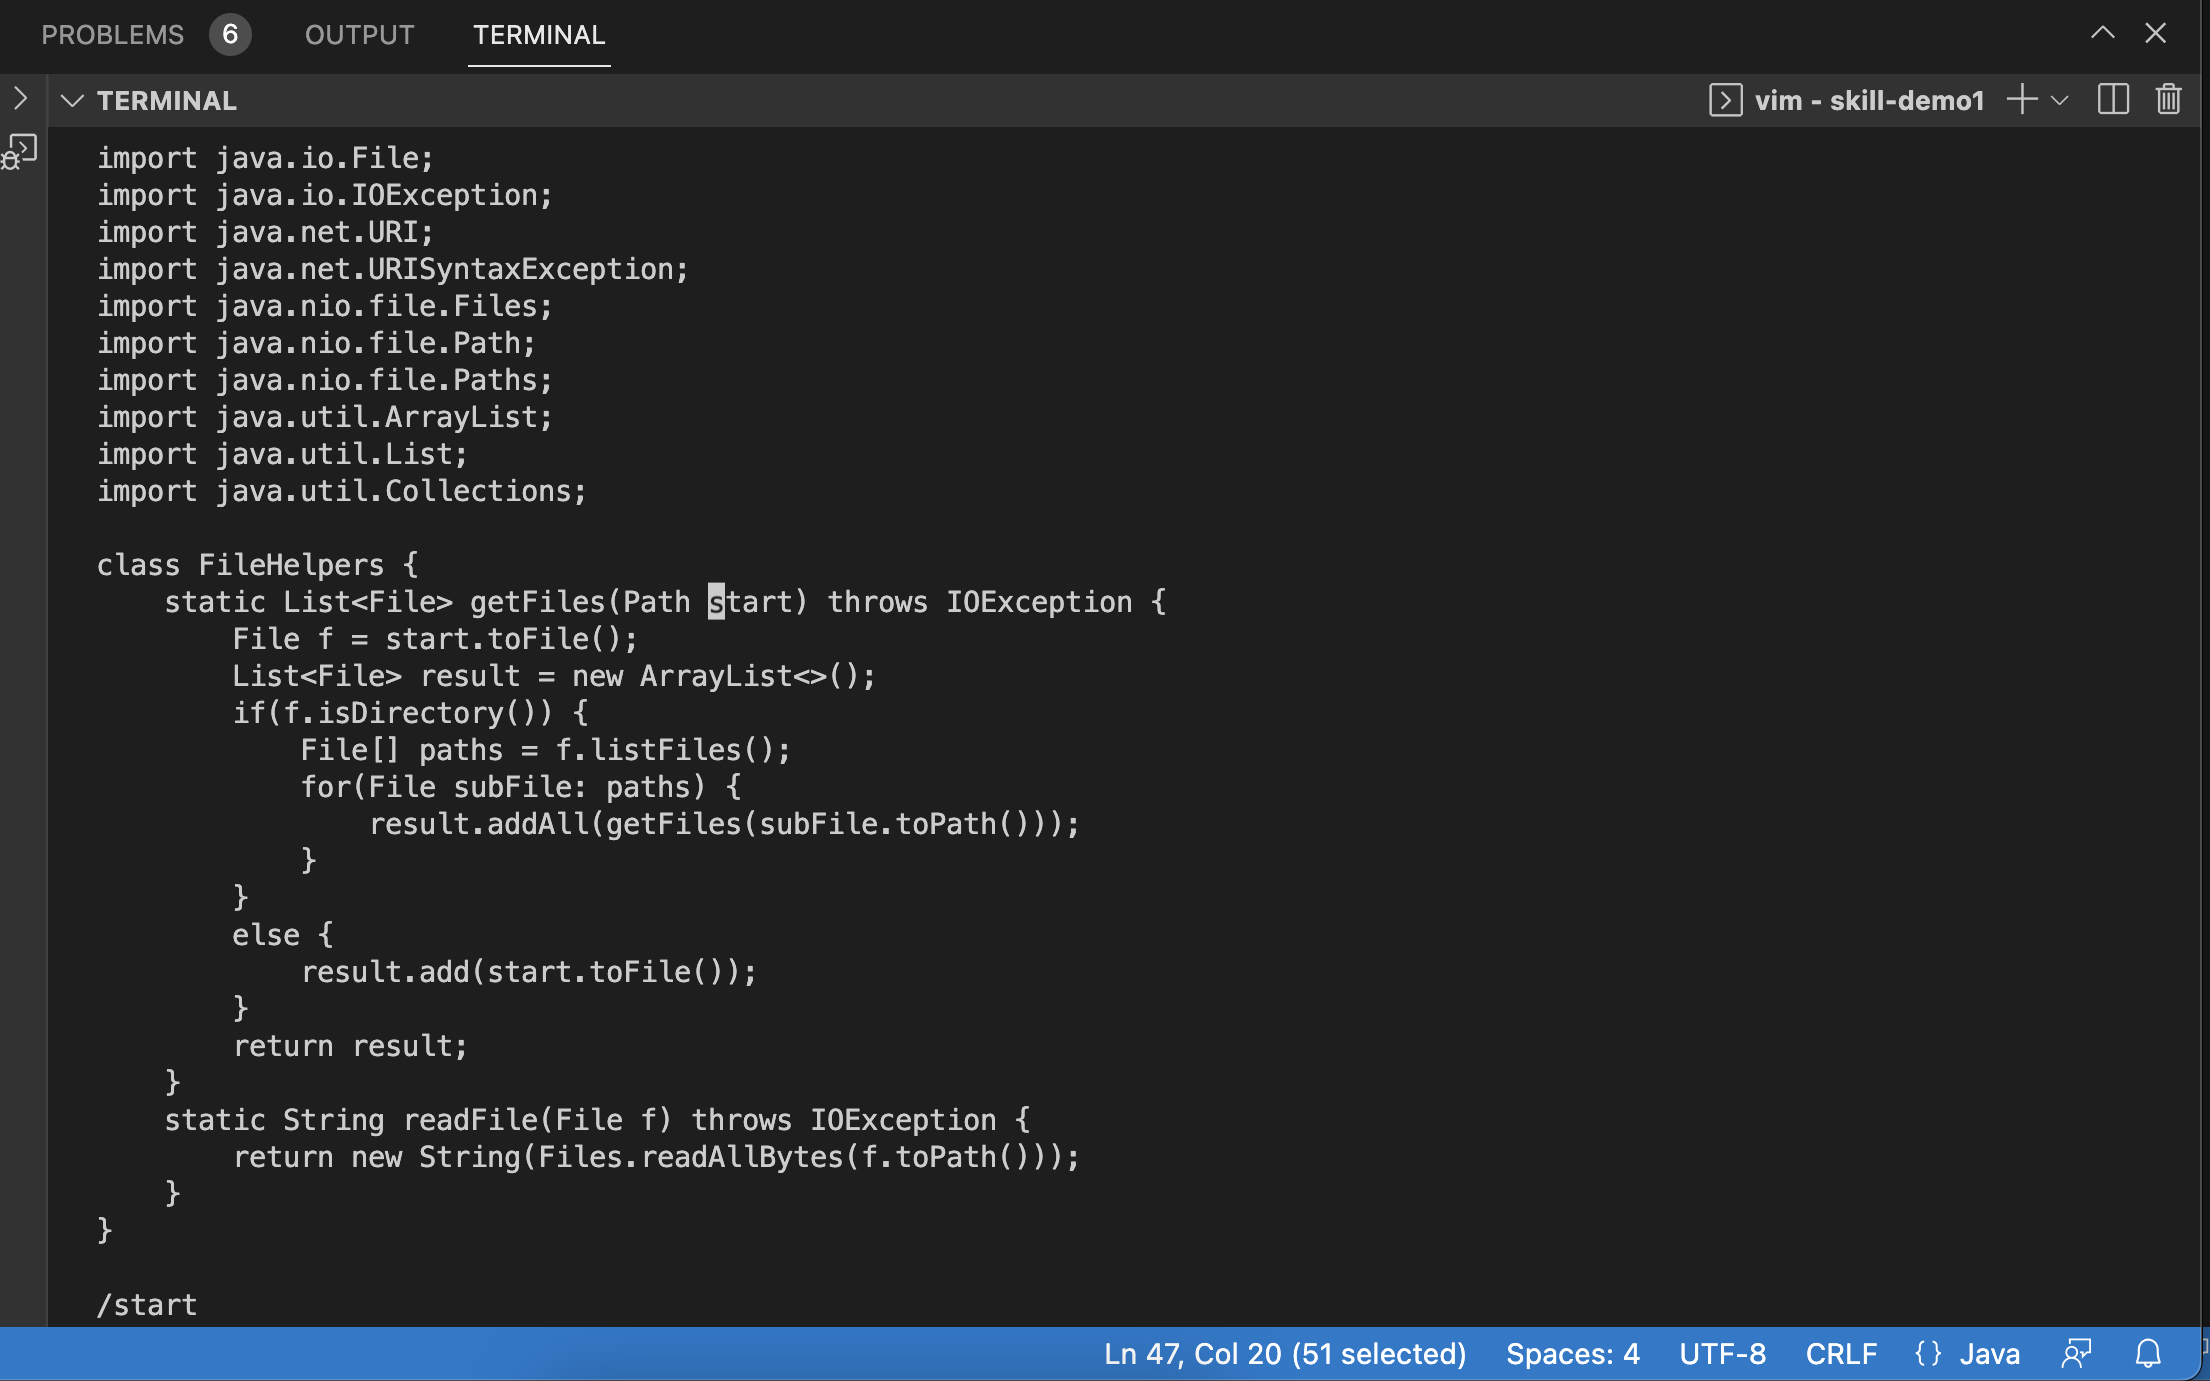 PROBLEMS 6 OUTPUT TERMINAL
TERMINAL vim - skill-demo1
import java.io.File;
import java.io.IOException;
import java.net.URI;
import java.net.URISyntaxException;
import java.nio.file.Files;
import java.nio.file.Path;
import java.nio.file.Paths;
import java.util.ArrayList;
import java.util.List;
import java.util.Collections;

class FileHelpers {
    static List<File> getFiles(Path start) throws IOException {
        File f = start.toFile();
        List<File> result = new ArrayList<>();
        if(f.isDirectory()) {
            File[] paths = f.listFiles();
            for(File subFile: paths) {
                result.addAll(getFiles(subFile.toPath()));
            }
        }
        else {
            result.add(start.toFile());
        }
        return result;
    }
    static String readFile(File f) throws IOException {
        return new String(Files.readAllBytes(f.toPath()));
    }
}

/start
Ln 47, Col 20 (51 selected) Spaces: 4 UTF-8 CRLF {} Java